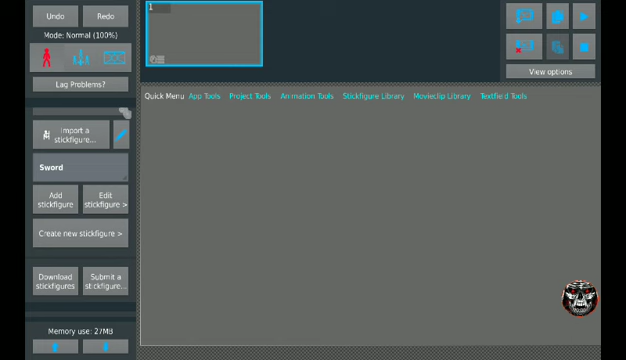 Undo
Redo
Mode: Normal (100%)
Lag Problems?
Import a
stickfigure...
Sword
Add
stickfigure
Edit
stickfigure >
Create new stickfigure >
Download
stickfigures
Submit a
stickfigure...
Memory use: 27MB
1
View options
Quick Menu App Tools Project Tools Animation Tools Stickfigure Library Movieclip Library Textfield Tools